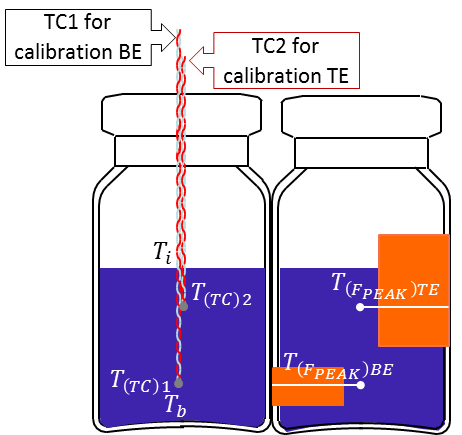 TC1 for
calibration BE
TC2 for
calibration TE
T_i
T_(TC)2
T_(F_PEAK)TE
T_(TC)1
T_(F_PEAK)BE
T_b